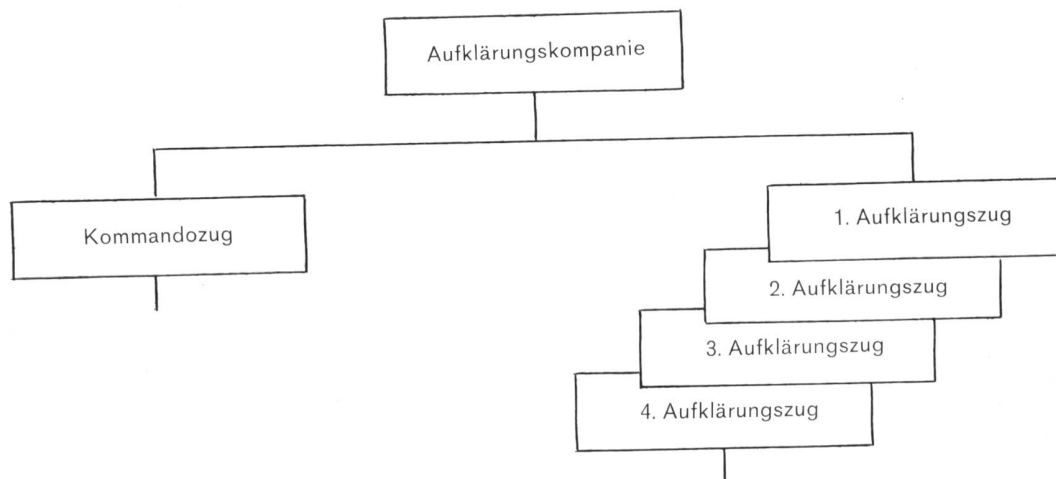 Aufklärungskompanie
Kommandozug
1. Aufklärungszug
2. Aufklärungszug
3. Aufklärungszug
4. Aufklärungszug